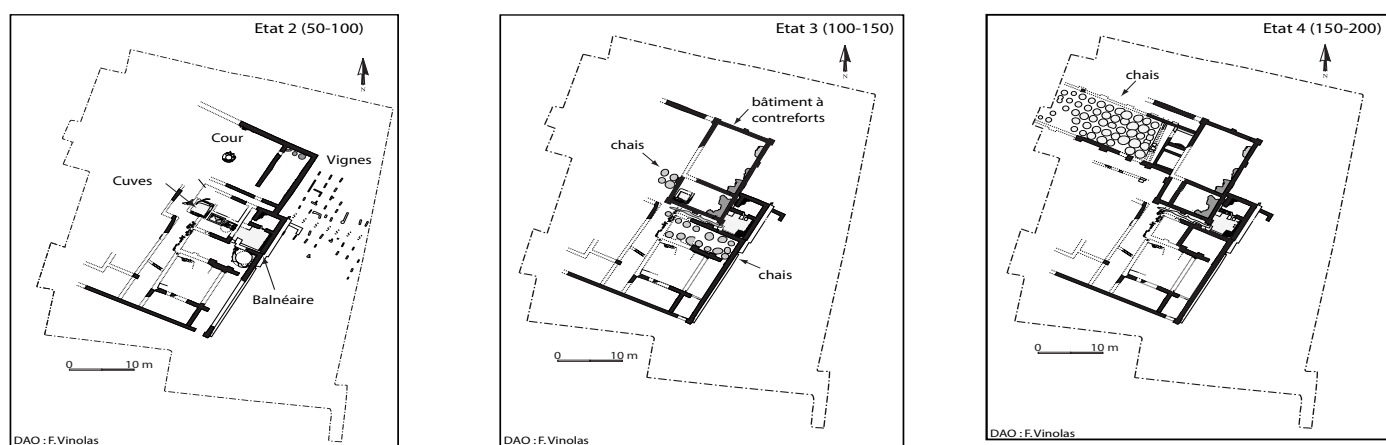 Etat 2 (50-100)
N
Cour
Vignes
Cuves
Balnéaire
0 10 m
DAO : F.Vinolas
Etat 3 (100-150)
N
bâtiment à
contreforts
chais
chais
0 10 m
DAO : F.Vinolas
Etat 4 (150-200)
N
chais
0 10 m
DAO : F.Vinolas